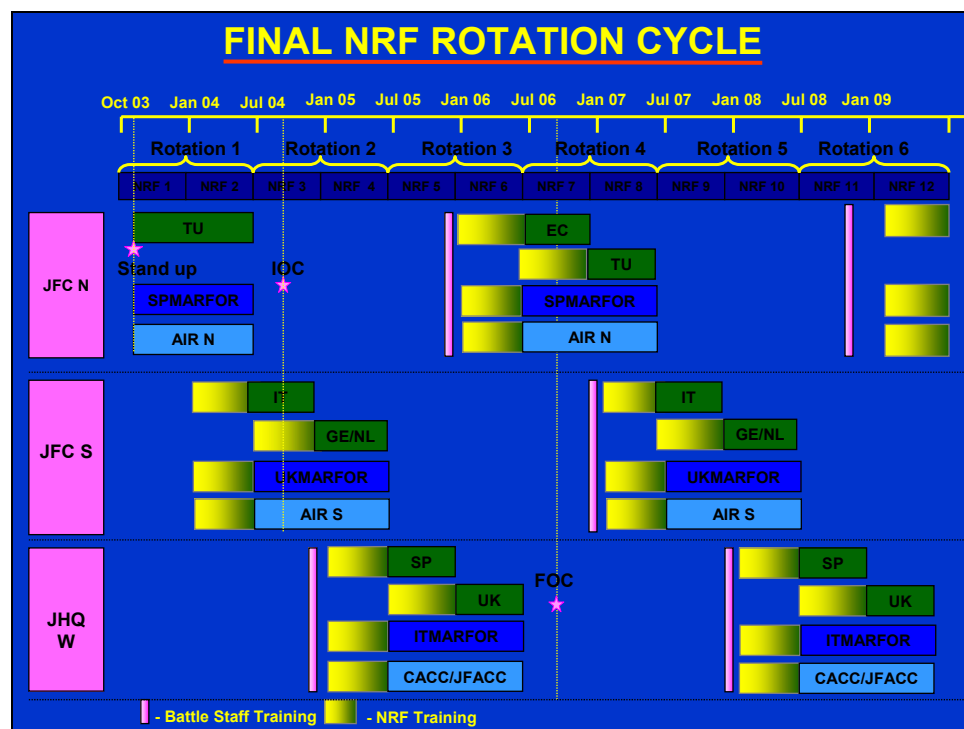 FINAL NRF ROTATION CYCLE
Oct 03 Jan 04 Jul 04 Jan 05 Jul 05 Jan 06 Jul 06 Jan 07 Jul 07 Jan 08 Jul 08 Jan 09
Rotation 1 Rotation 2 Rotation 3 Rotation 4 Rotation 5 Rotation 6
NRF 1 NRF 2 NRF 3 NRF 4 NRF 5 NRF 6 NRF 7 NRF 8 NRF 9 NRF 10 NRF 11 NRF 12
JFC N
TU EC
TU
Stand up IOC
SPMARFOR SPMARFOR
AIR N AIR N
JFC S
IT IT
GE/NL GE/NL
UKMARFOR UKMARFOR
AIR S AIR S
JHQ
W
SP SP
FOC
UK UK
ITMARFOR ITMARFOR
CACC/JFACC CACC/JFACC
- Battle Staff Training - NRF Training